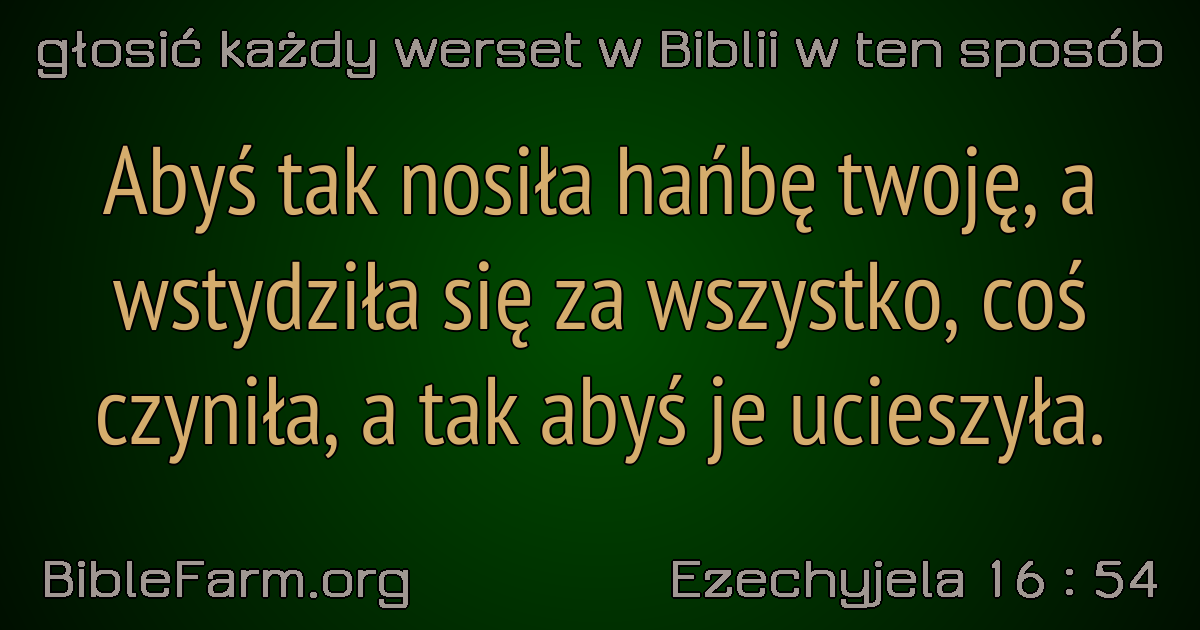 głosić każdy werset w Biblii w ten sposób
Abyś tak nosiła hańbę twoję, a
wstydziła się za wszystko, coś
czyniła, a tak abyś je ucieszyła.
BibleFarm.org
Ezechyjela 16 : 54